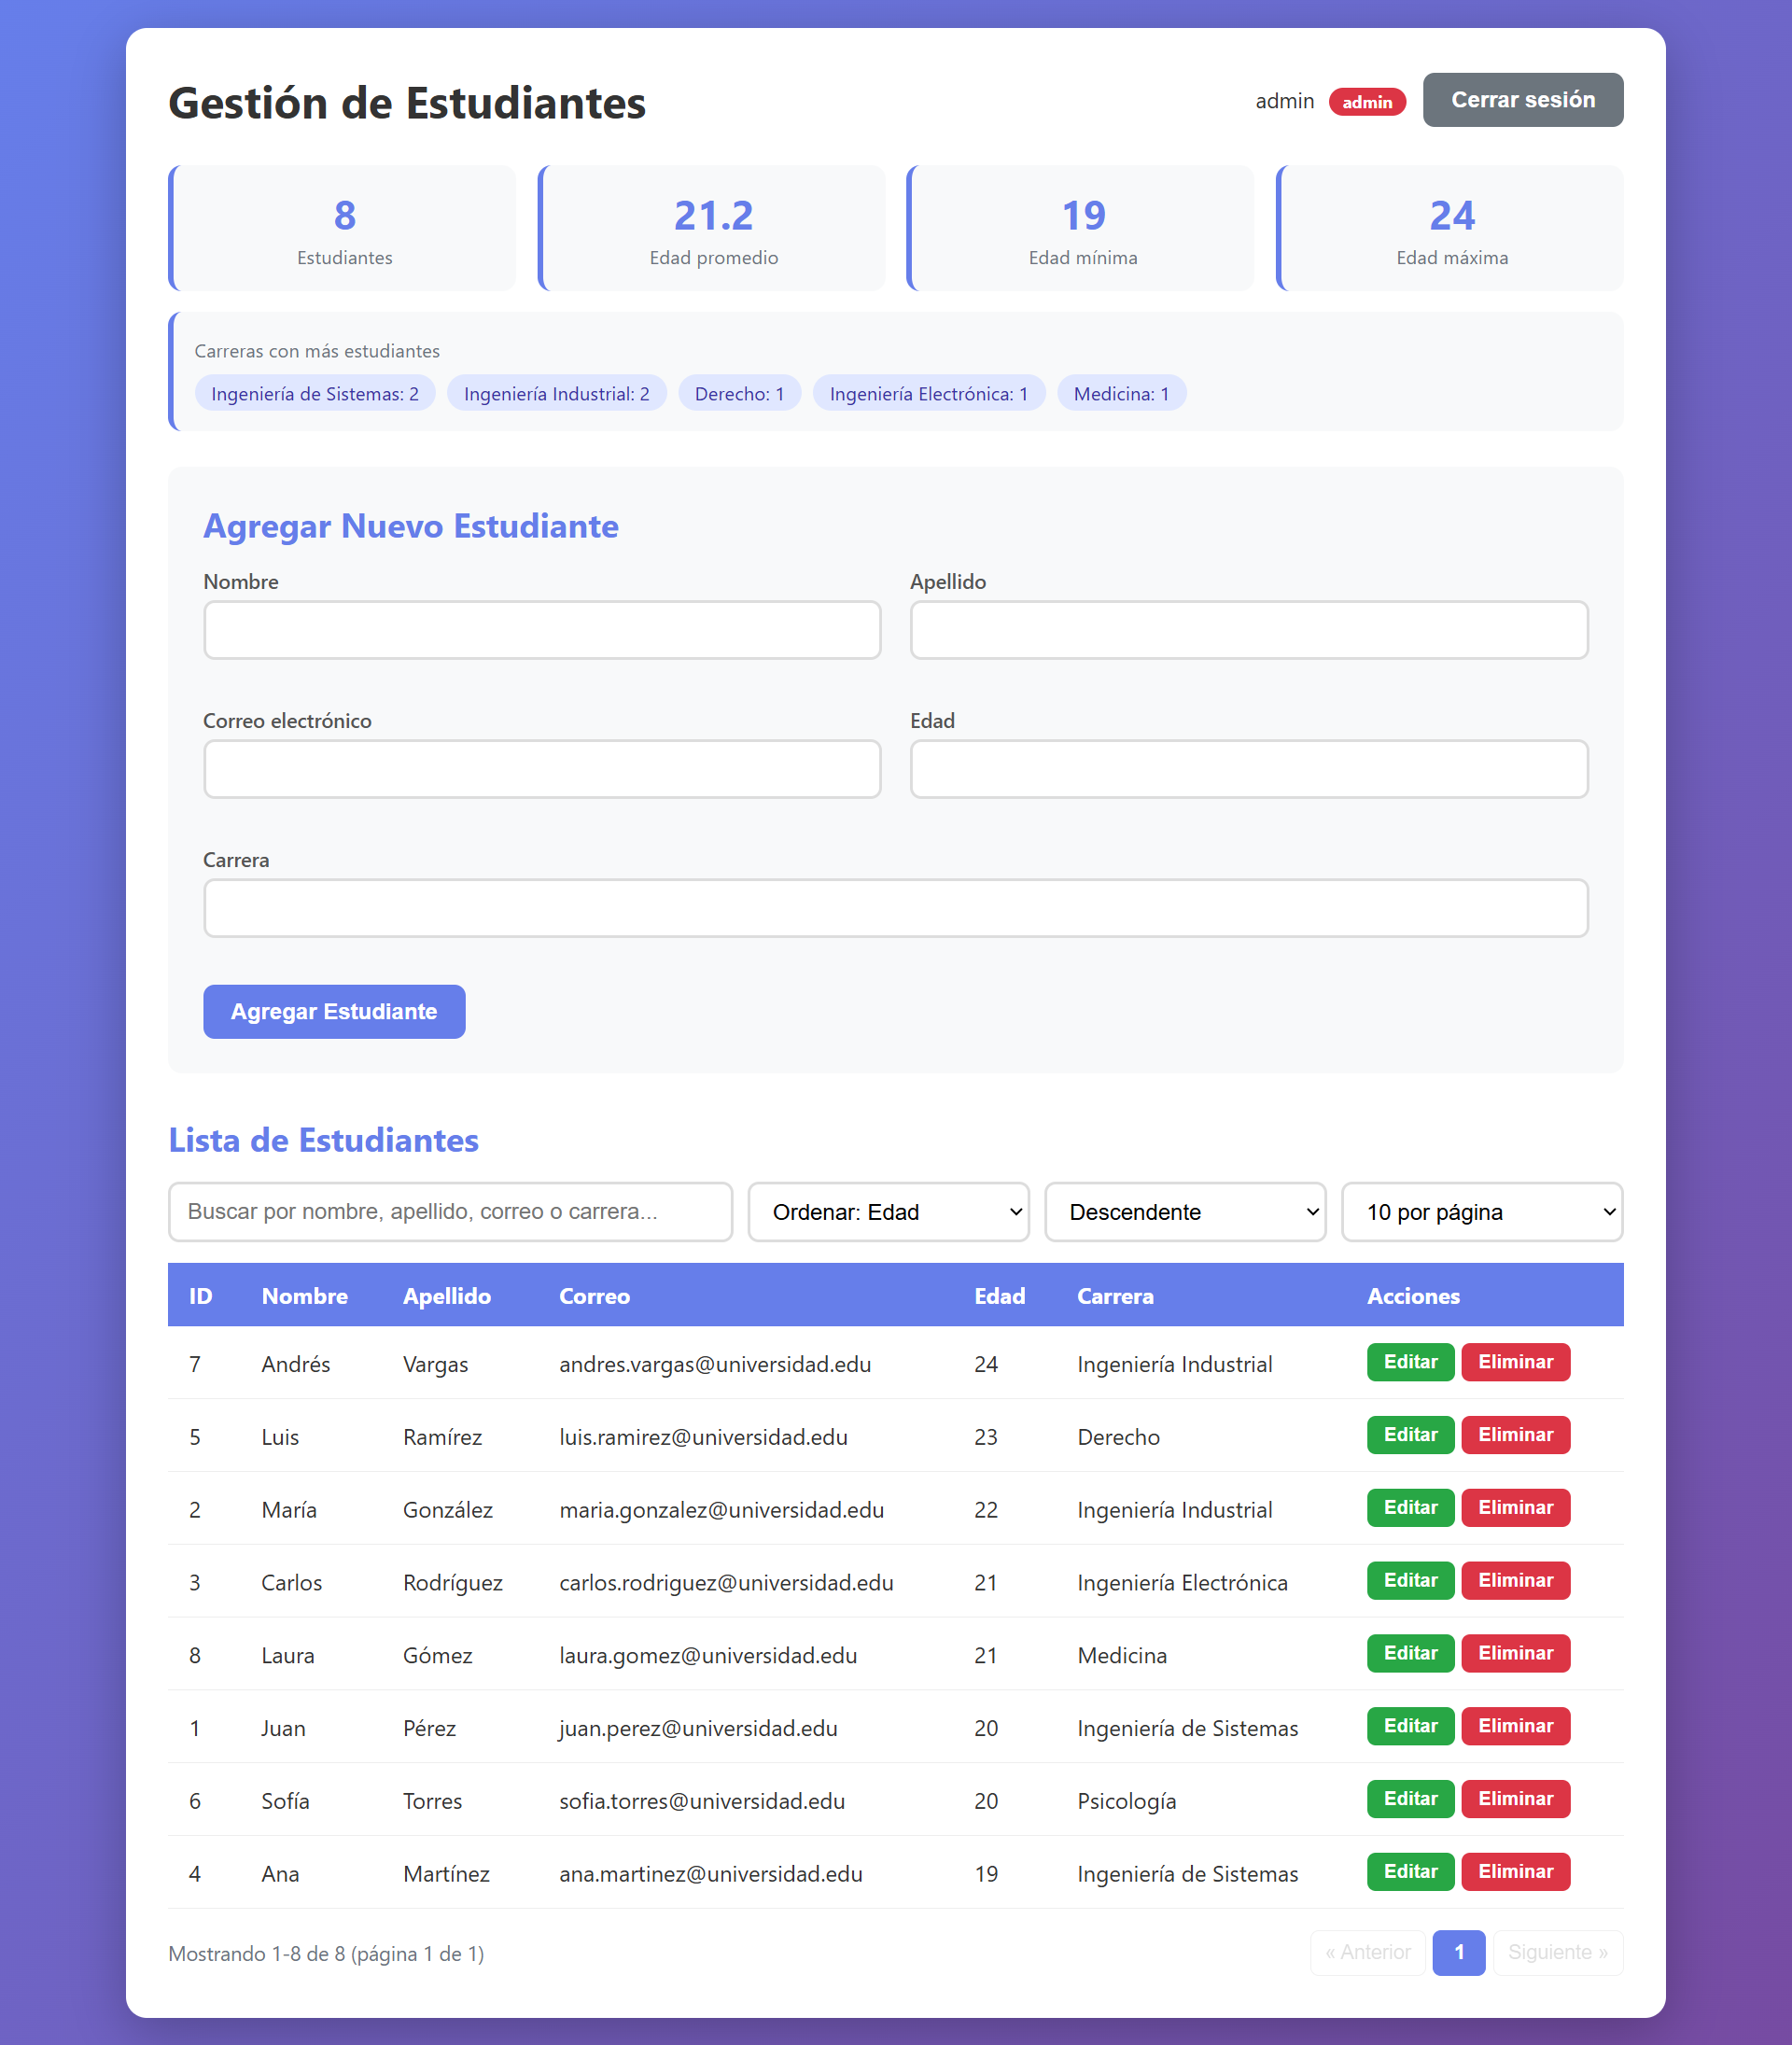 Gestión de Estudiantes
admin admin Cerrar sesión
8 21.2 19 24
Estudiantes Edad promedio Edad mínima Edad máxima
Carreras con más estudiantes
Ingeniería de Sistemas: 2 Ingeniería Industrial: 2 Derecho: 1 Ingeniería Electrónica: 1 Medicina: 1
Agregar Nuevo Estudiante
Nombre Apellido
Correo electrónico Edad
Carrera
Agregar Estudiante
Lista de Estudiantes
Buscar por nombre, apellido, correo o carrera... Ordenar: Edad Descendente 10 por página
ID Nombre Apellido Correo Edad Carrera Acciones
7 Andrés Vargas andres.vargas@universidad.edu 24 Ingeniería Industrial Editar Eliminar
5 Luis Ramírez luis.ramirez@universidad.edu 23 Derecho Editar Eliminar
2 María González maria.gonzalez@universidad.edu 22 Ingeniería Industrial Editar Eliminar
3 Carlos Rodríguez carlos.rodriguez@universidad.edu 21 Ingeniería Electrónica Editar Eliminar
8 Laura Gómez laura.gomez@universidad.edu 21 Medicina Editar Eliminar
1 Juan Pérez juan.perez@universidad.edu 20 Ingeniería de Sistemas Editar Eliminar
6 Sofía Torres sofia.torres@universidad.edu 20 Psicología Editar Eliminar
4 Ana Martínez ana.martinez@universidad.edu 19 Ingeniería de Sistemas Editar Eliminar
Mostrando 1-8 de 8 (página 1 de 1) « Anterior 1 Siguiente »